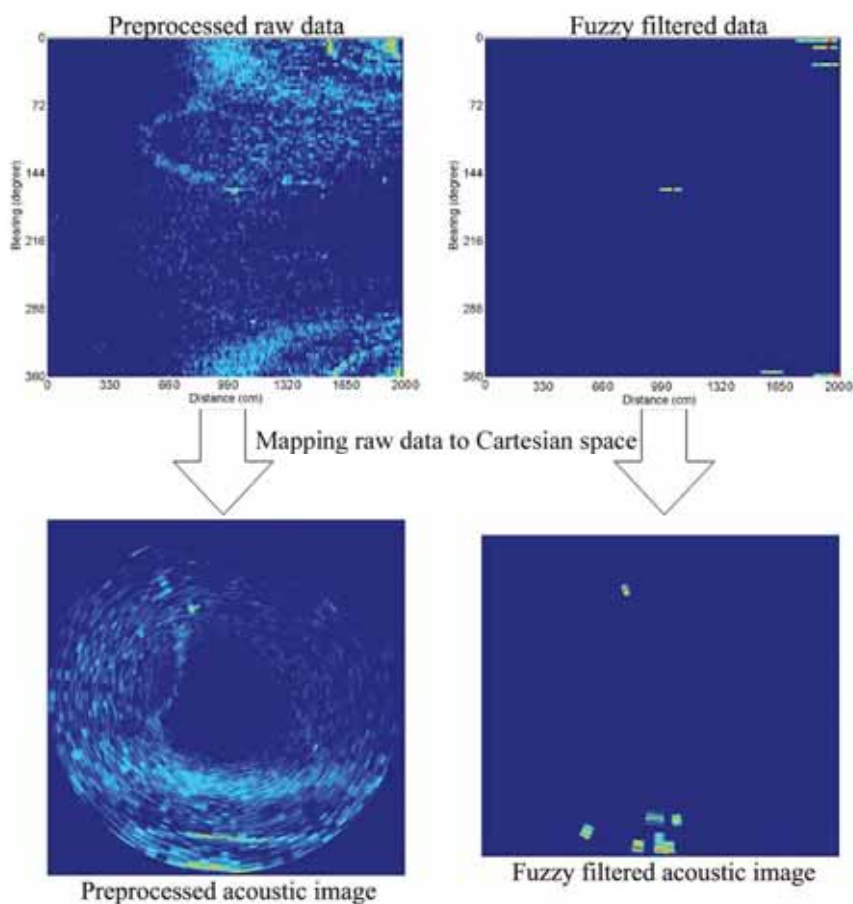 Preprocessed raw data
Fuzzy filtered data
0
72
144
216
288
360
Bearing (degree)
0 330 660 990 1320 1650 2000
Distance (cm)
0
72
144
216
288
360
Bearing (degree)
0 330 660 990 1320 1650 2000
Distance (cm)
Mapping raw data to Cartesian space
Preprocessed acoustic image
Fuzzy filtered acoustic image